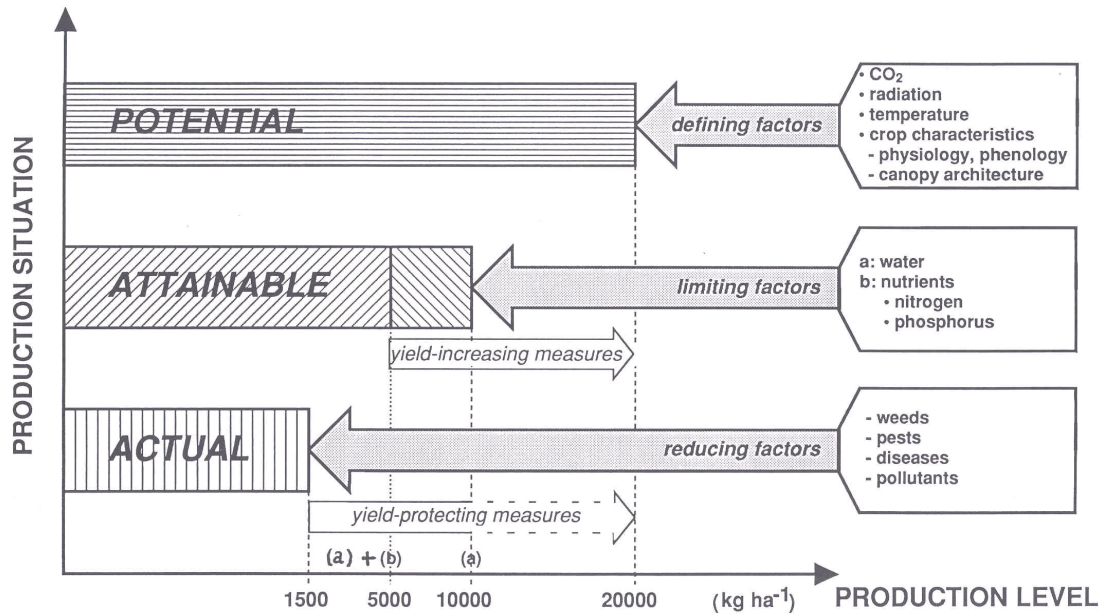 PRODUCTION SITUATION
POTENTIAL
defining factors
• CO₂
• radiation
• temperature
• crop characteristics
- physiology, phenology
- canopy architecture
ATTAINABLE
limiting factors
a: water
b: nutrients
• nitrogen
• phosphorus
yield-increasing measures
ACTUAL
reducing factors
- weeds
- pests
- diseases
- pollutants
yield-protecting measures
(a) + (b) (a)
1500 5000 10000 20000 (kg ha⁻¹) PRODUCTION LEVEL